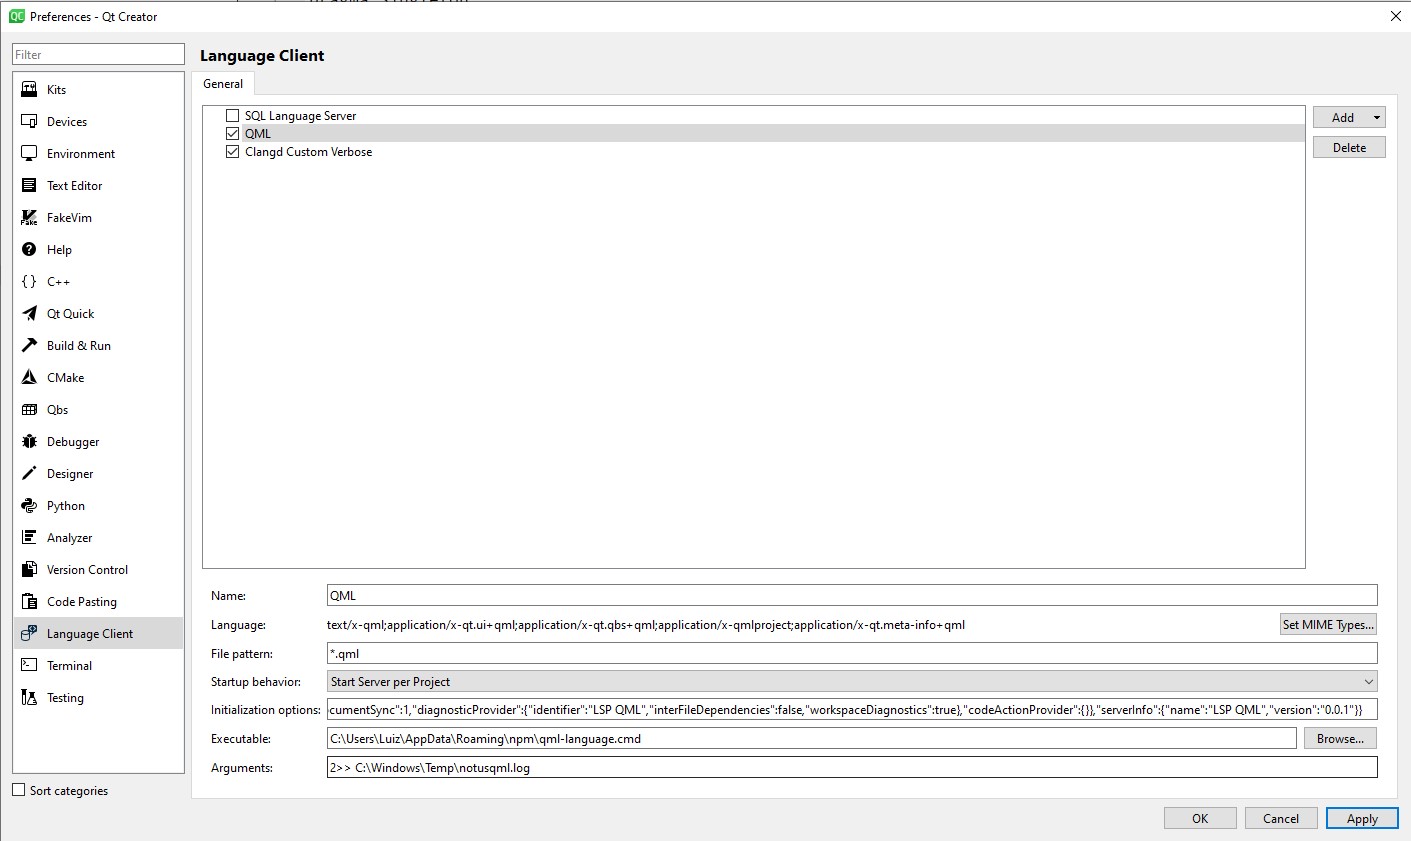 Preferences - Qt Creator
Filter
Language Client
Kits
Devices
Environment
Text Editor
FakeVim
Help
C++
Qt Quick
Build & Run
CMake
Qbs
Debugger
Designer
Python
Analyzer
Version Control
Code Pasting
Language Client
Terminal
Testing
Sort categories
General
SQL Language Server
QML
Clangd Custom Verbose
Add
Delete
Name: QML
Language: text/x-qml;application/x-qt.ui+qml;application/x-qt.qbs+qml;application/x-qmlproject;application/x-qt.meta-info+qml Set MIME Types...
File pattern: *.qml
Startup behavior: Start Server per Project
Initialization options: cumentSync":1,"diagnosticProvider":{"identifier":"LSP QML","interFileDependencies":false,"workspaceDiagnostics":true},"codeActionProvider":{}},"serverInfo":{"name":"LSP QML","version":"0.0.1"}}
Executable: C:\Users\Luiz\AppData\Roaming\npm\qml-language.cmd Browse...
Arguments: 2>> C:\Windows\Temp\notusqml.log
OK Cancel Apply